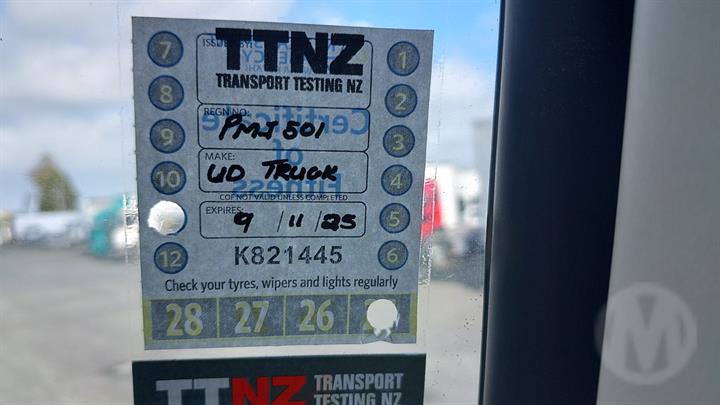 TTNZ
TRANSPORT TESTING NZ
7
8
9
10
12
1
2
3
4
5
6
ISSUED BY:
REGN NO:
PMJ501
MAKE:
UD TRUCK
Certificate
of
Fitness
COF NOT VALID UNLESS COMPLETED
EXPIRES:
9/11/25
K821445
Check your tyres, wipers and lights regularly
28 27 26
TTNZ TRANSPORT
TESTING NZ
M